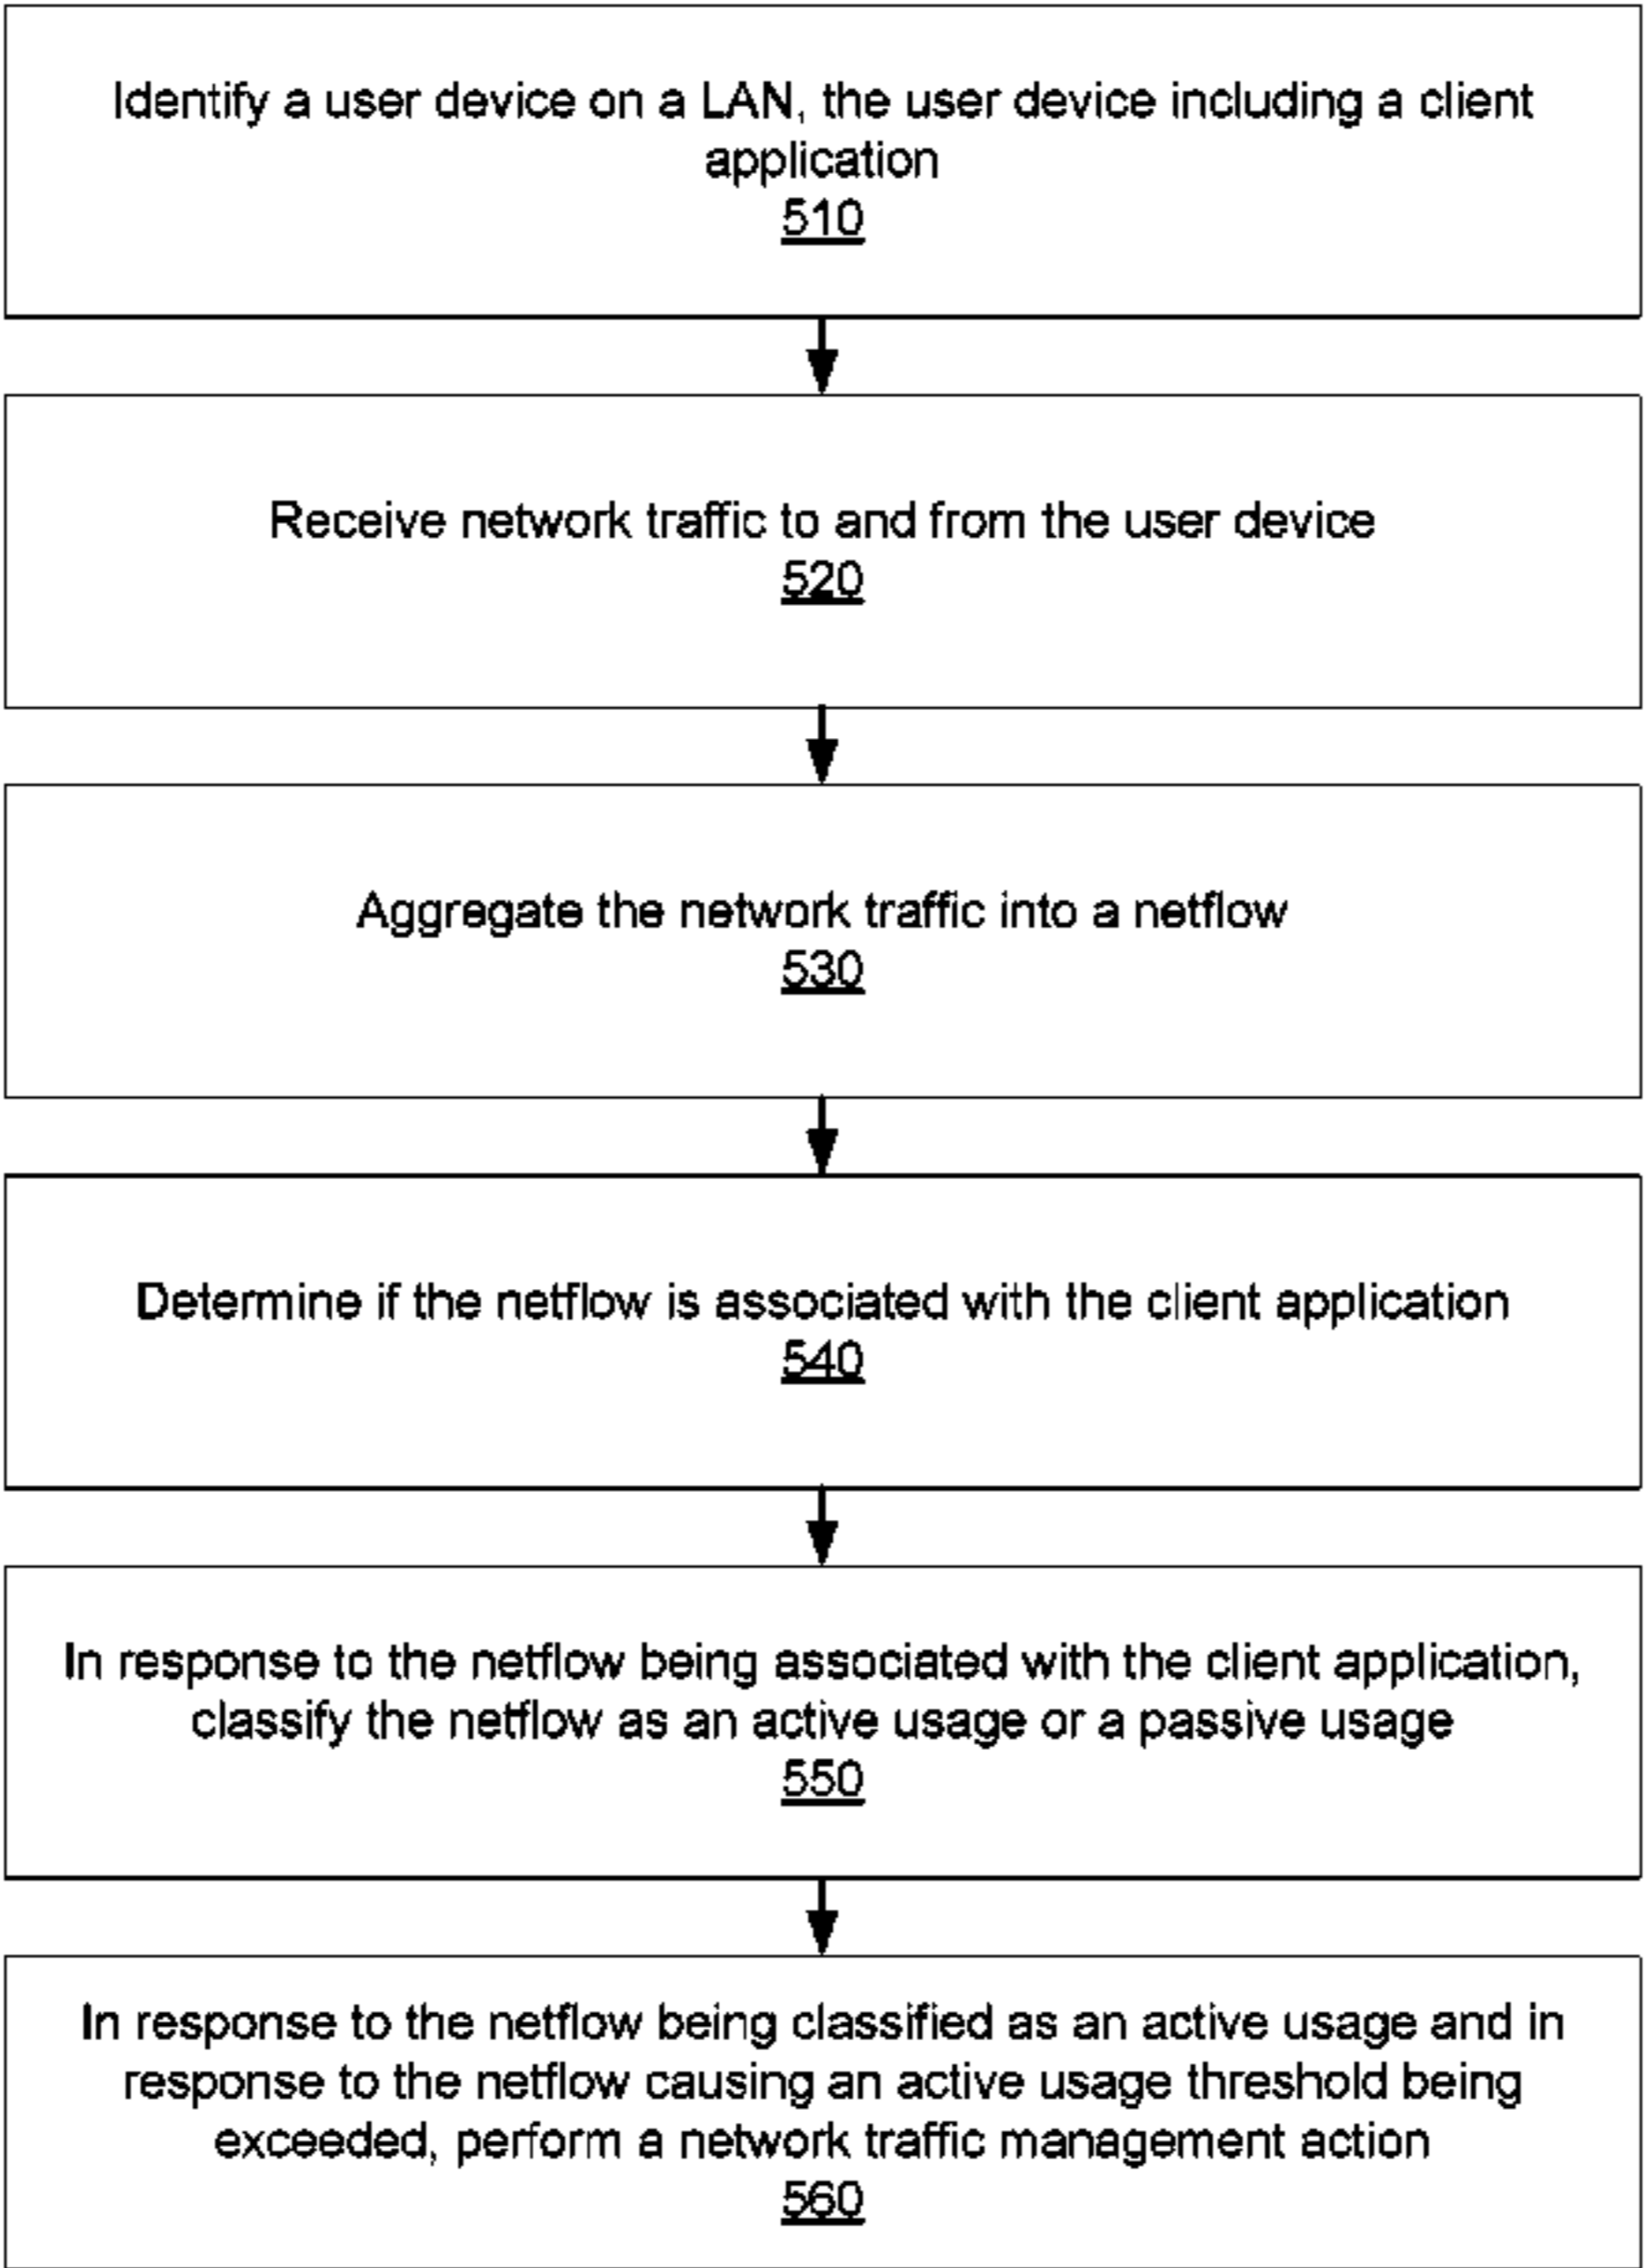 Identify a user device on a LAN, the user device including a client
application
510
Receive network traffic to and from the user device
520
Aggregate the network traffic into a netflow
530
Determine if the netflow is associated with the client application
540
In response to the netflow being associated with the client application,
classify the netflow as an active usage or a passive usage
550
In response to the netflow being classified as an active usage and in
response to the netflow causing an active usage threshold being
exceeded, perform a network traffic management action
560